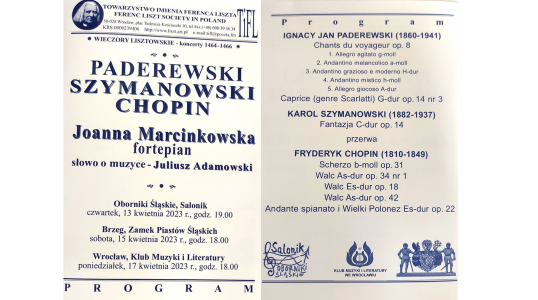 TOWARZYSTWO IMIENIA FERENCA LISZTA
FERENC LISZT SOCIETY IN POLAND
TiFL
● WIECZORY LISZTOWSKIE - koncerty 1464-1466 ●
PADEREWSKI
SZYMANOWSKI
CHOPIN
Joanna Marcinkowska
fortepian
słowo o muzyce - Juliusz Adamowski
Oborniki Śląskie, Salonik
czwartek, 13 kwietnia 2023 r., godz. 19.00
Brzeg, Zamek Piastów Śląskich
sobota, 15 kwietnia 2023 r., godz. 18.00
Wrocław, Klub Muzyki i Literatury
poniedziałek, 17 kwietnia 2023 r., godz. 18.00
P R O G R A M
P r o g r a m
IGNACY JAN PADEREWSKI (1860-1941)
Chants du voyageur op. 8
1. Allegro agitato g-moll
2. Andantino melancolico a-moll
3. Andantino grazioso e moderno H-dur
4. Andantino mistico h-moll
5. Allegro giocoso A-dur
Caprice (genre Scarlatti) G-dur op. 14 nr 3
KAROL SZYMANOWSKI (1882-1937)
Fantazja C-dur op. 14
przerwa
FRYDERYK CHOPIN (1810-1849)
Scherzo b-moll op. 31
Walc As-dur op. 34 nr 1
Walc Es-dur op. 18
Walc As-dur op. 42
Andante spianato i Wielki Polonez Es-dur op. 22
Salonik
OBORNIKI
ŚLĄSKIE
KLUB MUZYKI I LITERATURY
WE WROCŁAWIU